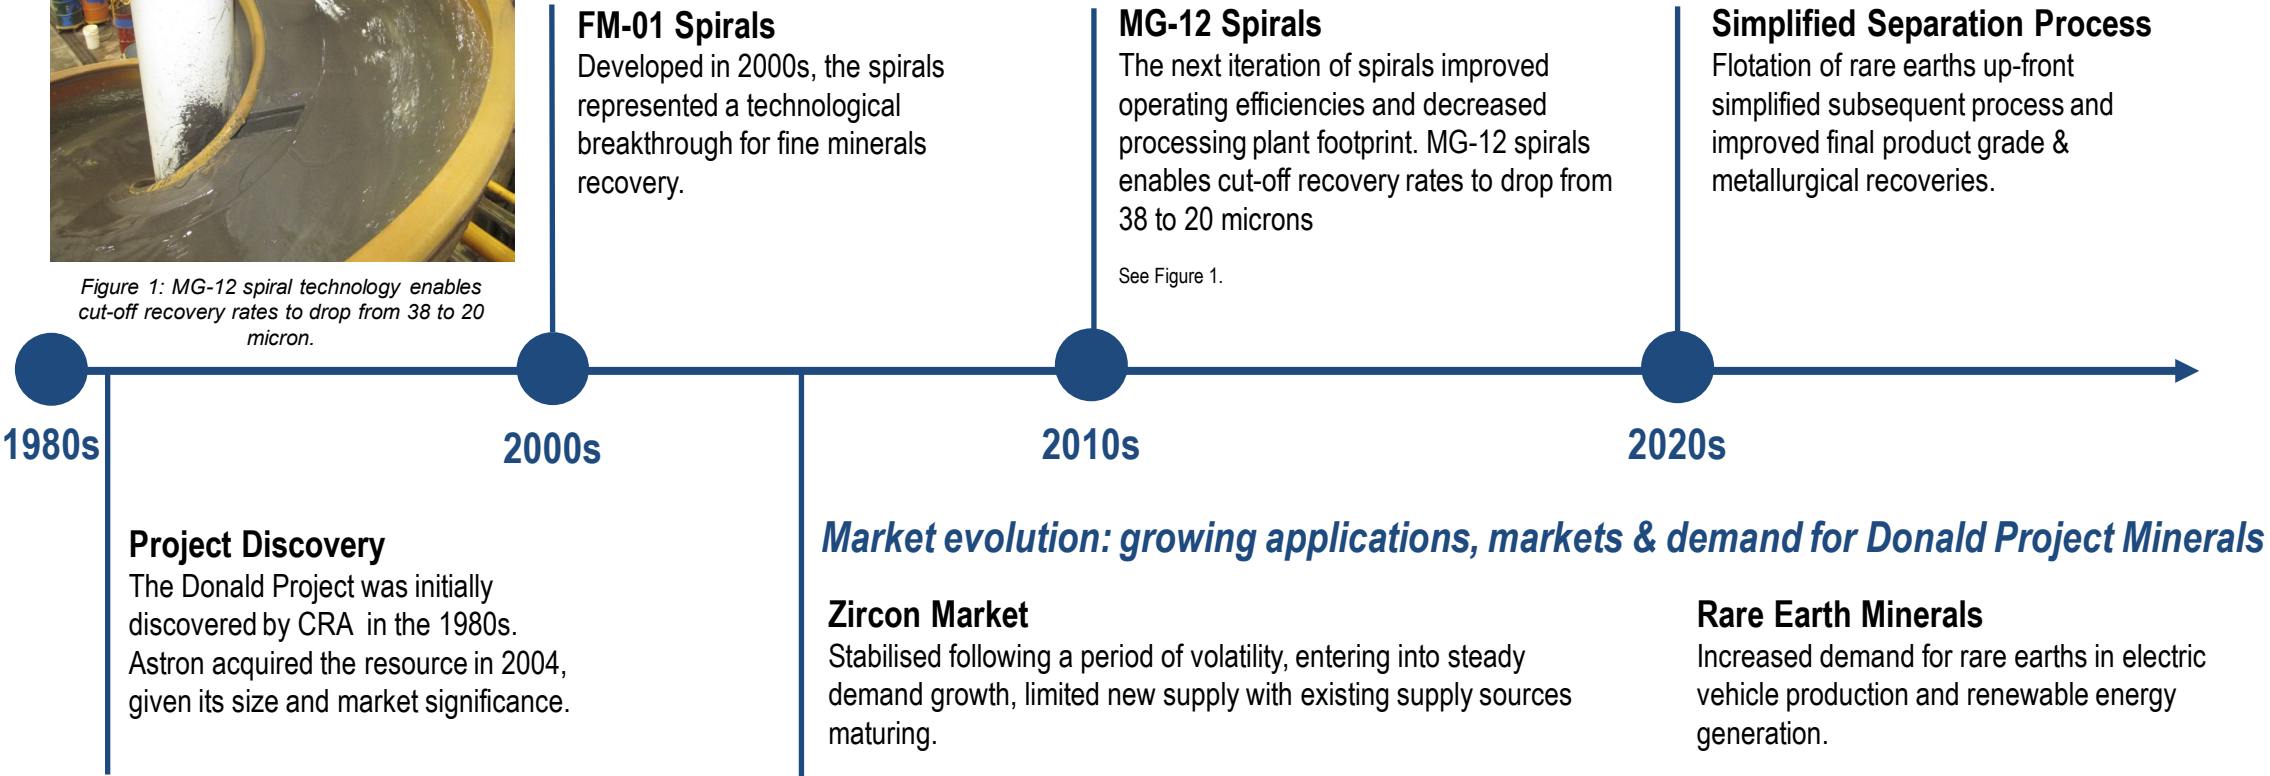 FM-01 Spirals
Developed in 2000s, the spirals
represented a technological
breakthrough for fine minerals
recovery.
MG-12 Spirals
The next iteration of spirals improved
operating efficiencies and decreased
processing plant footprint. MG-12 spirals
enables cut-off recovery rates to drop from
38 to 20 microns
See Figure 1.
Simplified Separation Process
Flotation of rare earths up-front
simplified subsequent process and
improved final product grade &
metallurgical recoveries.
Figure 1: MG-12 spiral technology enables
cut-off recovery rates to drop from 38 to 20
micron.
1980s
2000s
2010s
2020s
Project Discovery
The Donald Project was initially
discovered by CRA in the 1980s.
Astron acquired the resource in 2004,
given its size and market significance.
Market evolution: growing applications, markets & demand for Donald Project Minerals
Zircon Market
Stabilised following a period of volatility, entering into steady
demand growth, limited new supply with existing supply sources
maturing.
Rare Earth Minerals
Increased demand for rare earths in electric
vehicle production and renewable energy
generation.